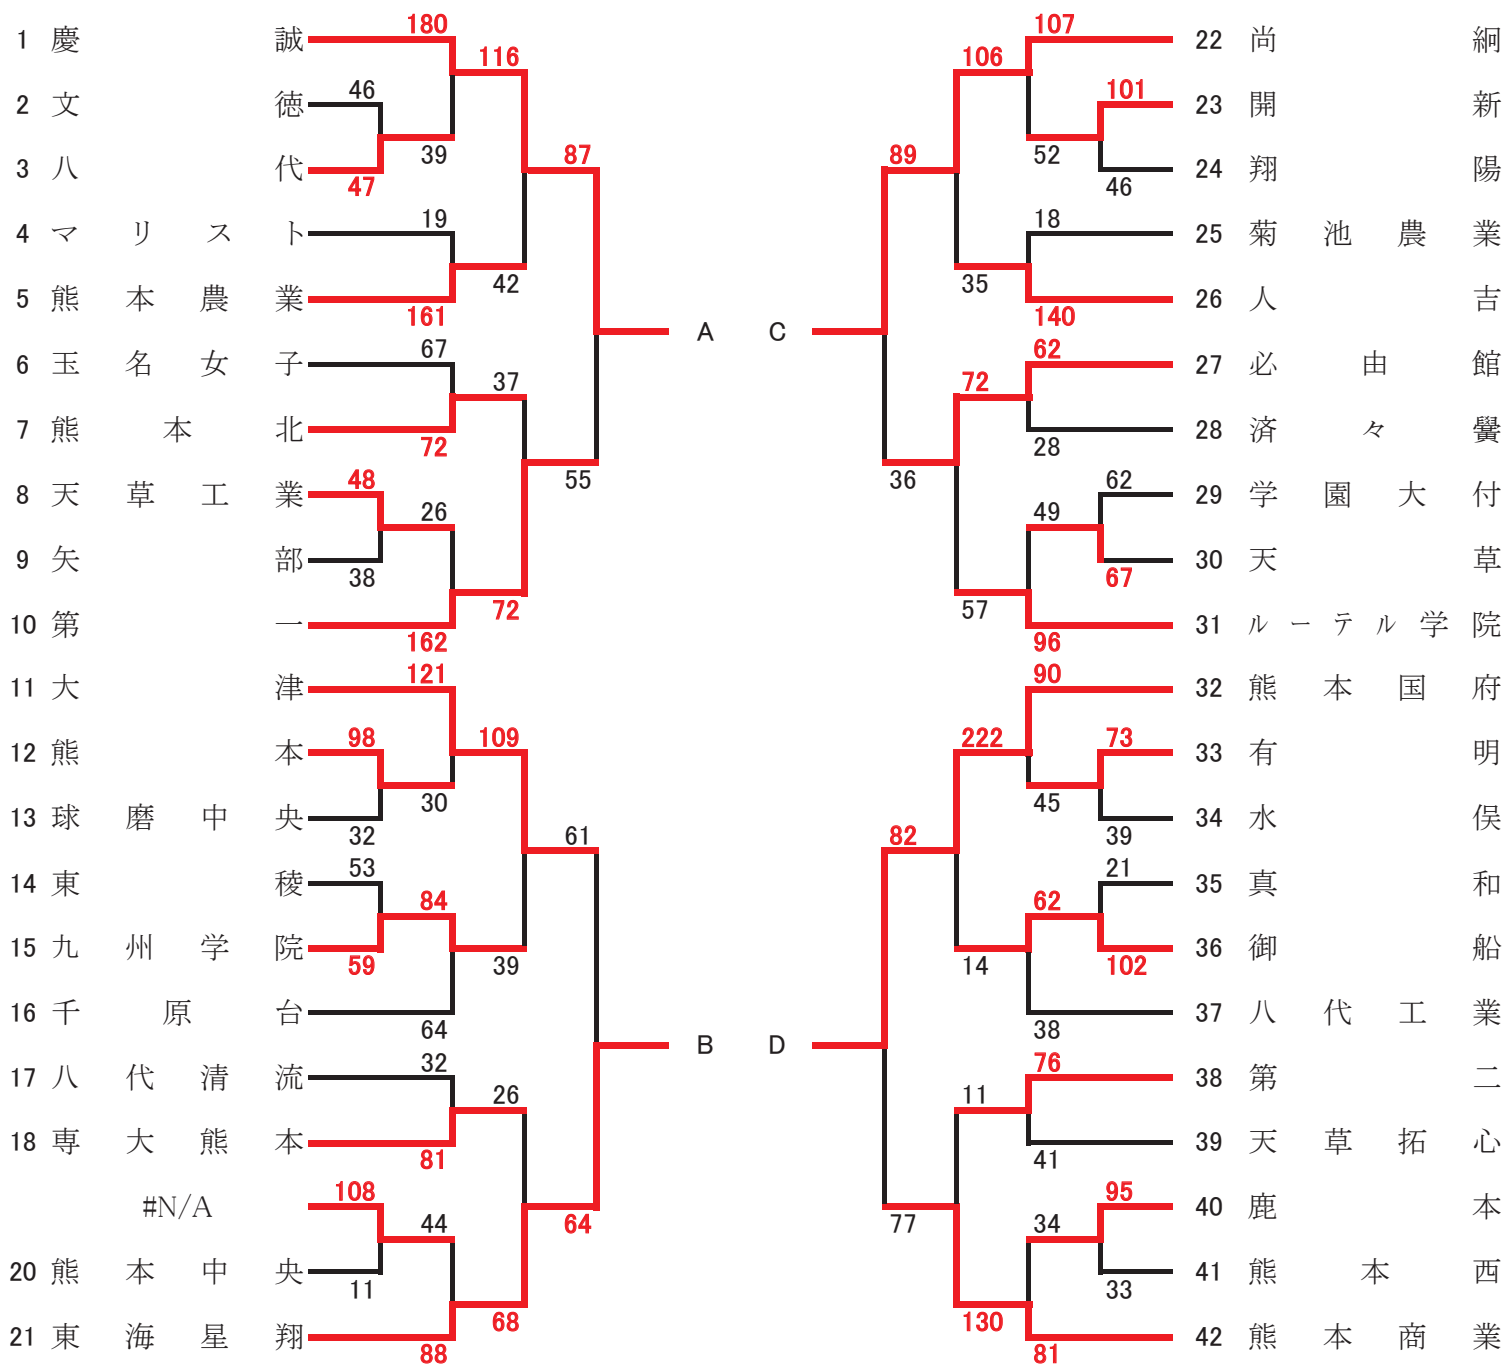 180 107
1 慶誠 22 尚絅
116 106
46 101
2 文徳 23 開新
39 87 89 52
3 八代 24 翔陽
47 46
19 18
4 マリスト 25 菊池農業
42 35
5 熊本農業 26 人吉
161 140
A C
67 62
6 玉名女子 27 必由館
37 72
7 熊本北 28 済々黌
72 28
48 55 36 62
8 天草工業 29 学園大付
26 49
9 矢部 30 天草
38 67
72 57
10 第一 31 ルーテル学院
162 96
121 90
11 大津 32 熊本国府
98 109 222 73
12 熊本 33 有明
30 45
13 球磨中央 34 水俣
32 61 82 39
53 21
14 東稜 35 真和
84 62
15 九州学院 36 御船
59 39 14 102
16 千原台 37 八代工業
64 38
B D
32 76
17 八代清流 38 第二
26 11
18 専大熊本 39 天草拓心
81 41
108 95
#N/A 40 鹿本
44 64 77 34
20 熊本中央 41 熊本西
11 33
68 130
21 東海星翔 42 熊本商業
88 81